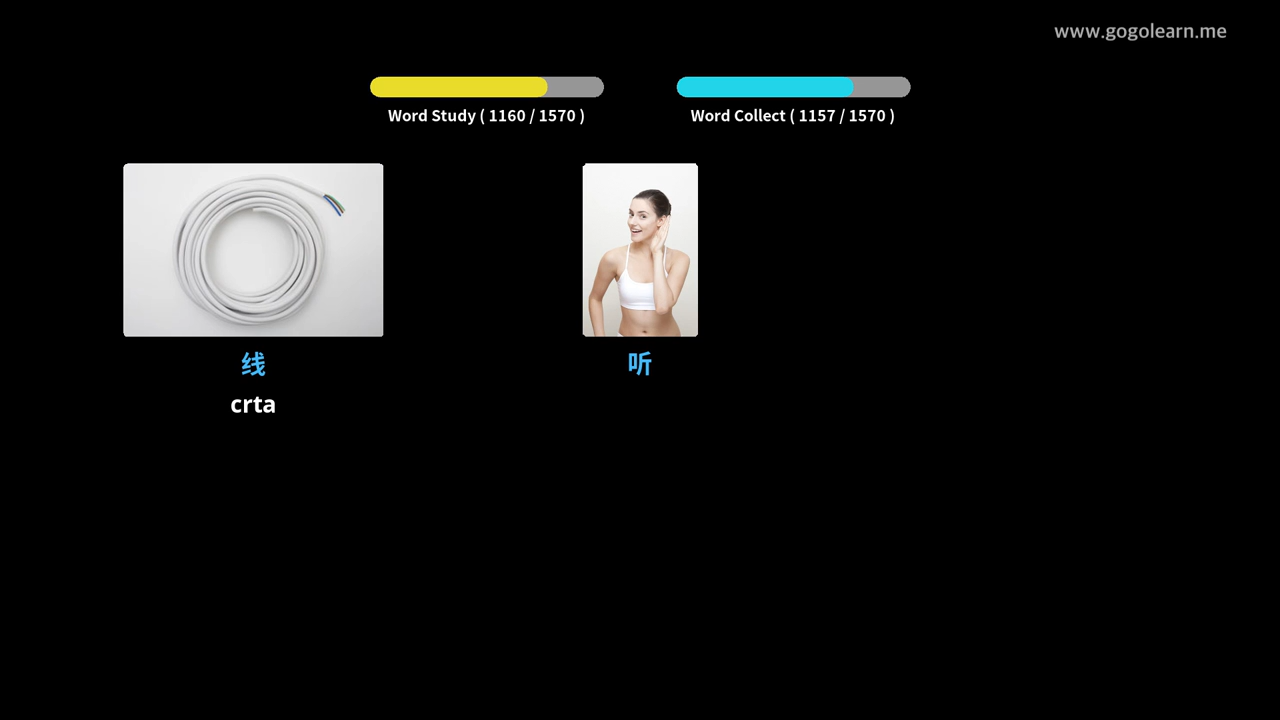 www.gogolearn.me
Word Study ( 1160 / 1570 )
Word Collect ( 1157 / 1570 )
线
听
crta